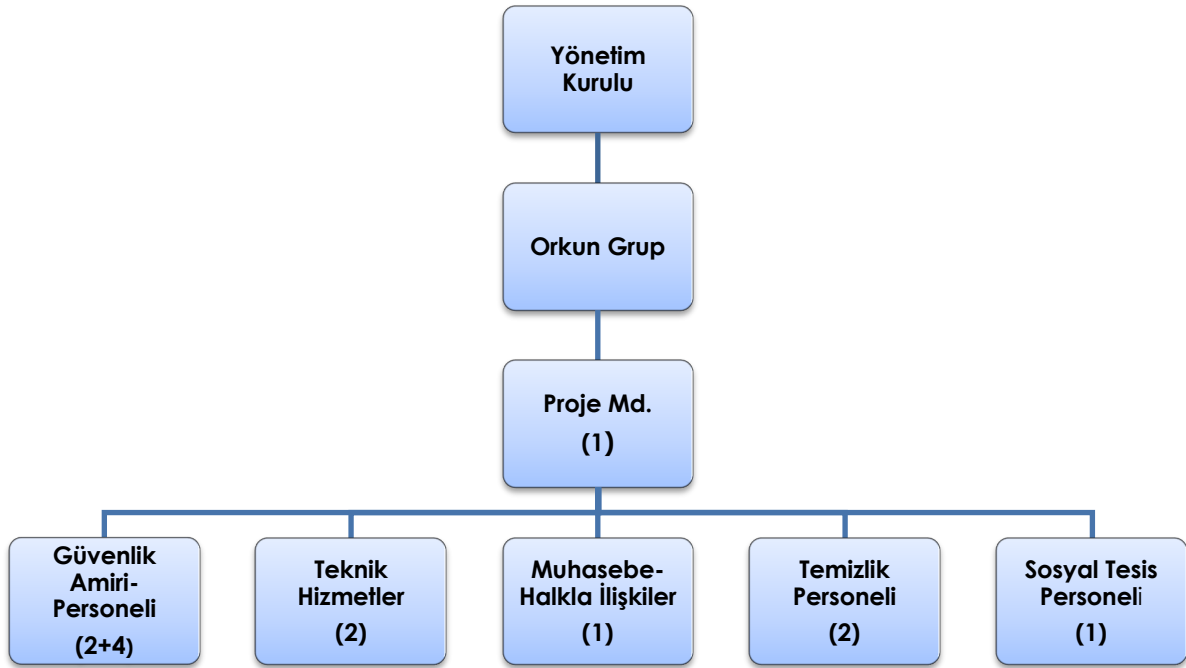 Yönetim
Kurulu
Orkun Grup
Proje Md.
(1)
Güvenlik
Amiri-
Personeli
(2+4)
Teknik
Hizmetler
(2)
Muhasebe-
Halkla İlişkiler
(1)
Temizlik
Personeli
(2)
Sosyal Tesis
Personeli
(1)